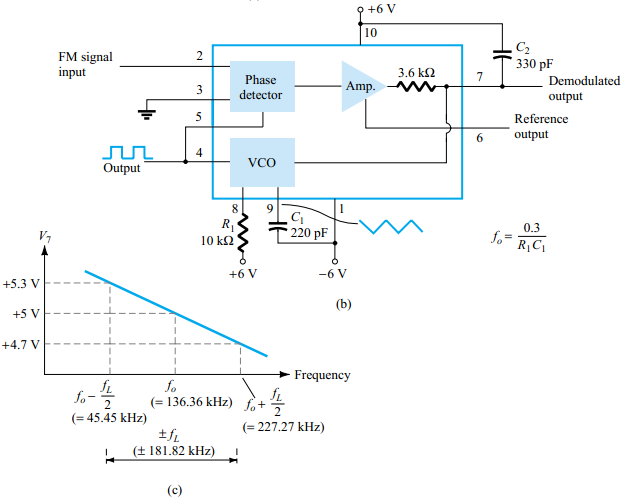 +6 V
10
C2
330 pF
FM signal
input
2
Phase
detector
3
Amp.
3.6 kΩ
7
Demodulated
output
5
Reference
output
6
4
VCO
Output
8
9
1
R1
10 kΩ
C1
220 pF
+6 V
−6 V
fo = 0.3 / R1C1
(b)
V7
+5.3 V
+5 V
+4.7 V
Frequency
fo − fL/2
(= 45.45 kHz)
fo
(= 136.36 kHz)
fo + fL/2
(= 227.27 kHz)
±fL
(± 181.82 kHz)
(c)